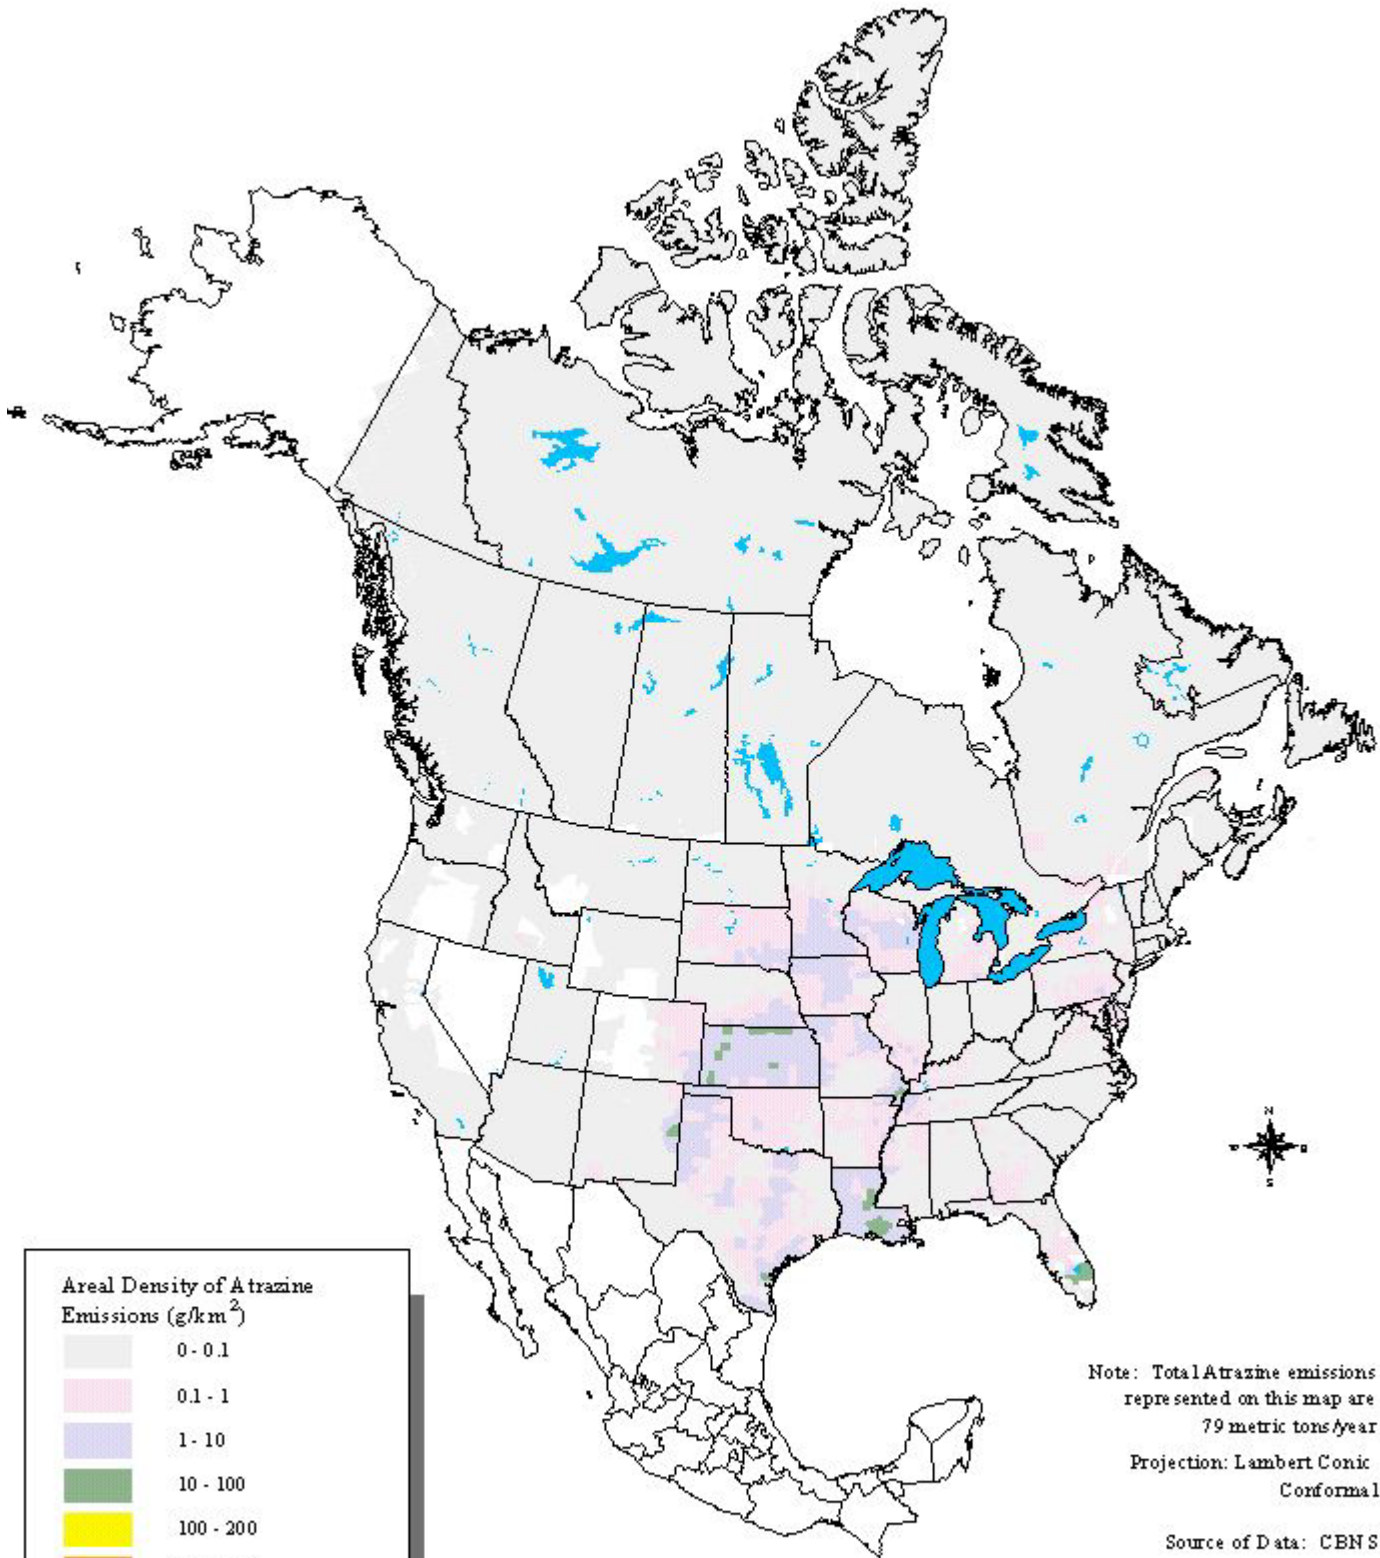 N
S
Areal Density of Atrazine
Emissions (g/km²)
0 - 0.1
0.1 - 1
1 - 10
10 - 100
100 - 200
Note: Total Atrazine emissions
represented on this map are
79 metric tons/year
Projection: Lambert Conic
Conformal
Source of Data: CBNS